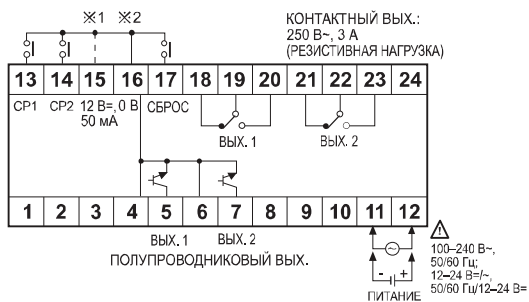 ※1 ※2
КОНТАКТНЫЙ ВЫХ.:
250 В~, 3 А
(РЕЗИСТИВНАЯ НАГРУЗКА)
13 14 15 16 17 18 19 20 21 22 23 24
CP1 CP2 12 В=, 0 В СБРОС
50 мА
ВЫХ. 1 ВЫХ. 2
1 2 3 4 5 6 7 8 9 10 11 12
ВЫХ. 1 ВЫХ. 2
ПОЛУПРОВОДНИКОВЫЙ ВЫХ.
100–240 В~,
50/60 Гц;
12–24 В=/~,
50/60 Гц/12–24 В=
- +
ПИТАНИЕ